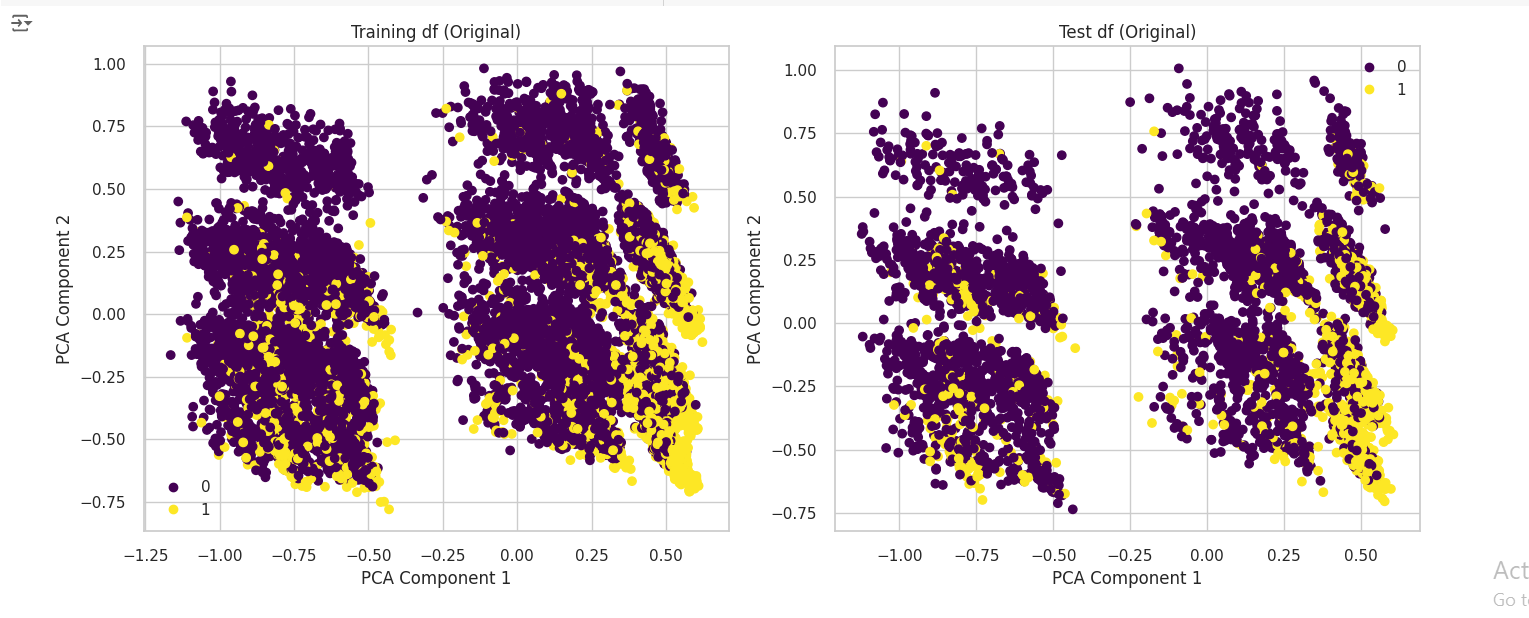 Training df (Original)
1.00
0.75
0.50
0.25
0.00
−0.25
−0.50
−0.75
PCA Component 2
0
1
−1.25 −1.00 −0.75 −0.50 −0.25 0.00 0.25 0.50
PCA Component 1
Test df (Original)
1.00
0.75
0.50
0.25
0.00
−0.25
−0.50
−0.75
PCA Component 2
0
1
−1.00 −0.75 −0.50 −0.25 0.00 0.25 0.50
PCA Component 1
Act
Go to